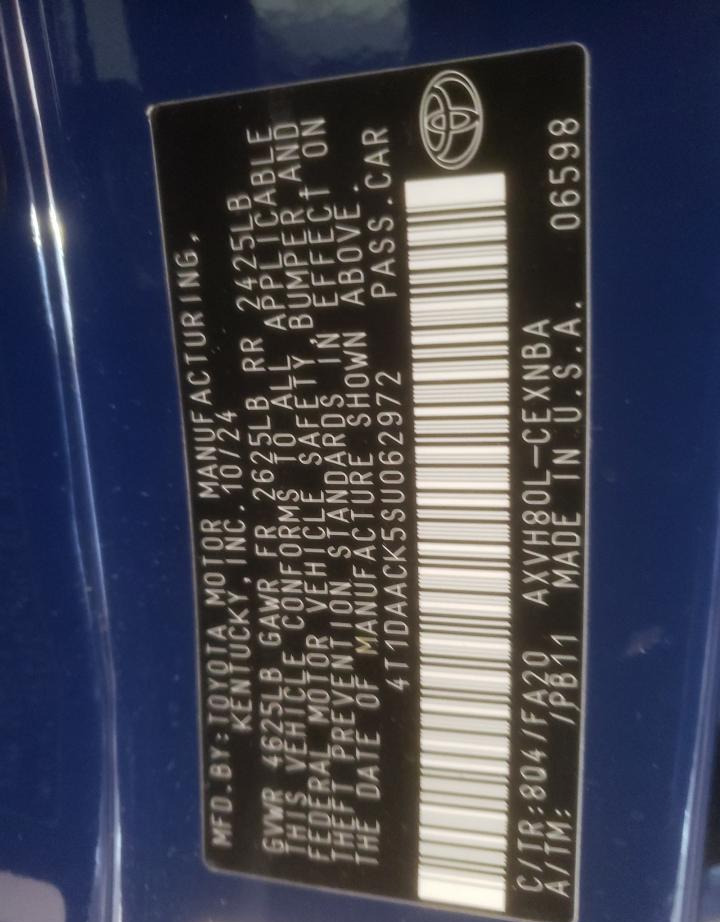 MFD.BY:TOYOTA MOTOR MANUFACTURING,
KENTUCKY, INC. 10/24
GVWR 4625LB GAWR FR 2625LB RR 2425LB
THIS VEHICLE CONFORMS TO ALL APPLICABLE
FEDERAL MOTOR VEHICLE SAFETY, BUMPER AND
THEFT PREVENTION STANDARDS IN EFFECT ON
THE DATE OF MANUFACTURE SHOWN ABOVE.
4T1DAACK5SU062972 PASS.CAR
C/TR:804/FA20 AXVH80L-CEXNBA 06598
A/TM: /PB11 MADE IN U.S.A.